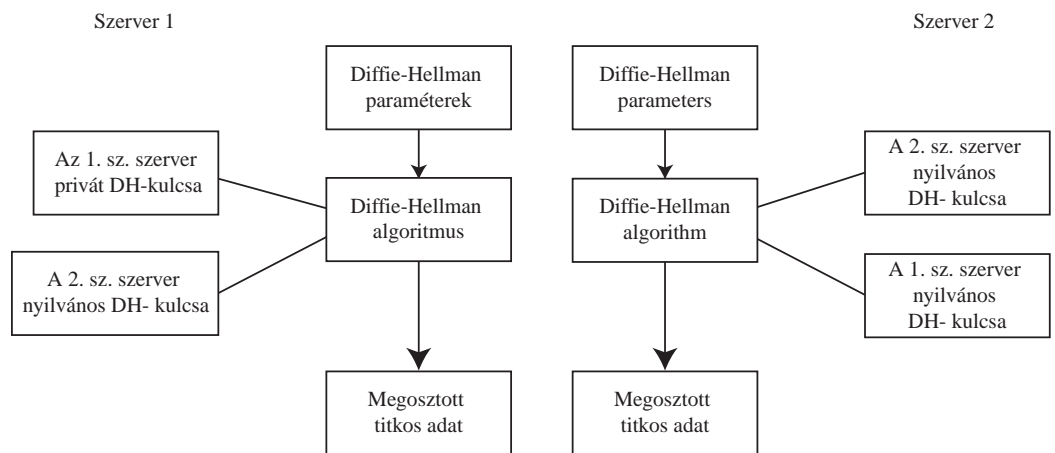 Szerver 1
Szerver 2
Diffie-Hellman
paraméterek
Diffie-Hellman
parameters
Az 1. sz. szerver
privát DH-kulcsa
Diffie-Hellman
algoritmus
Diffie-Hellman
algorithm
A 2. sz. szerver
nyilvános
DH- kulcsa
A 2. sz. szerver
nyilvános DH- kulcsa
A 1. sz. szerver
nyilvános
DH- kulcsa
Megosztott
titkos adat
Megosztott
titkos adat